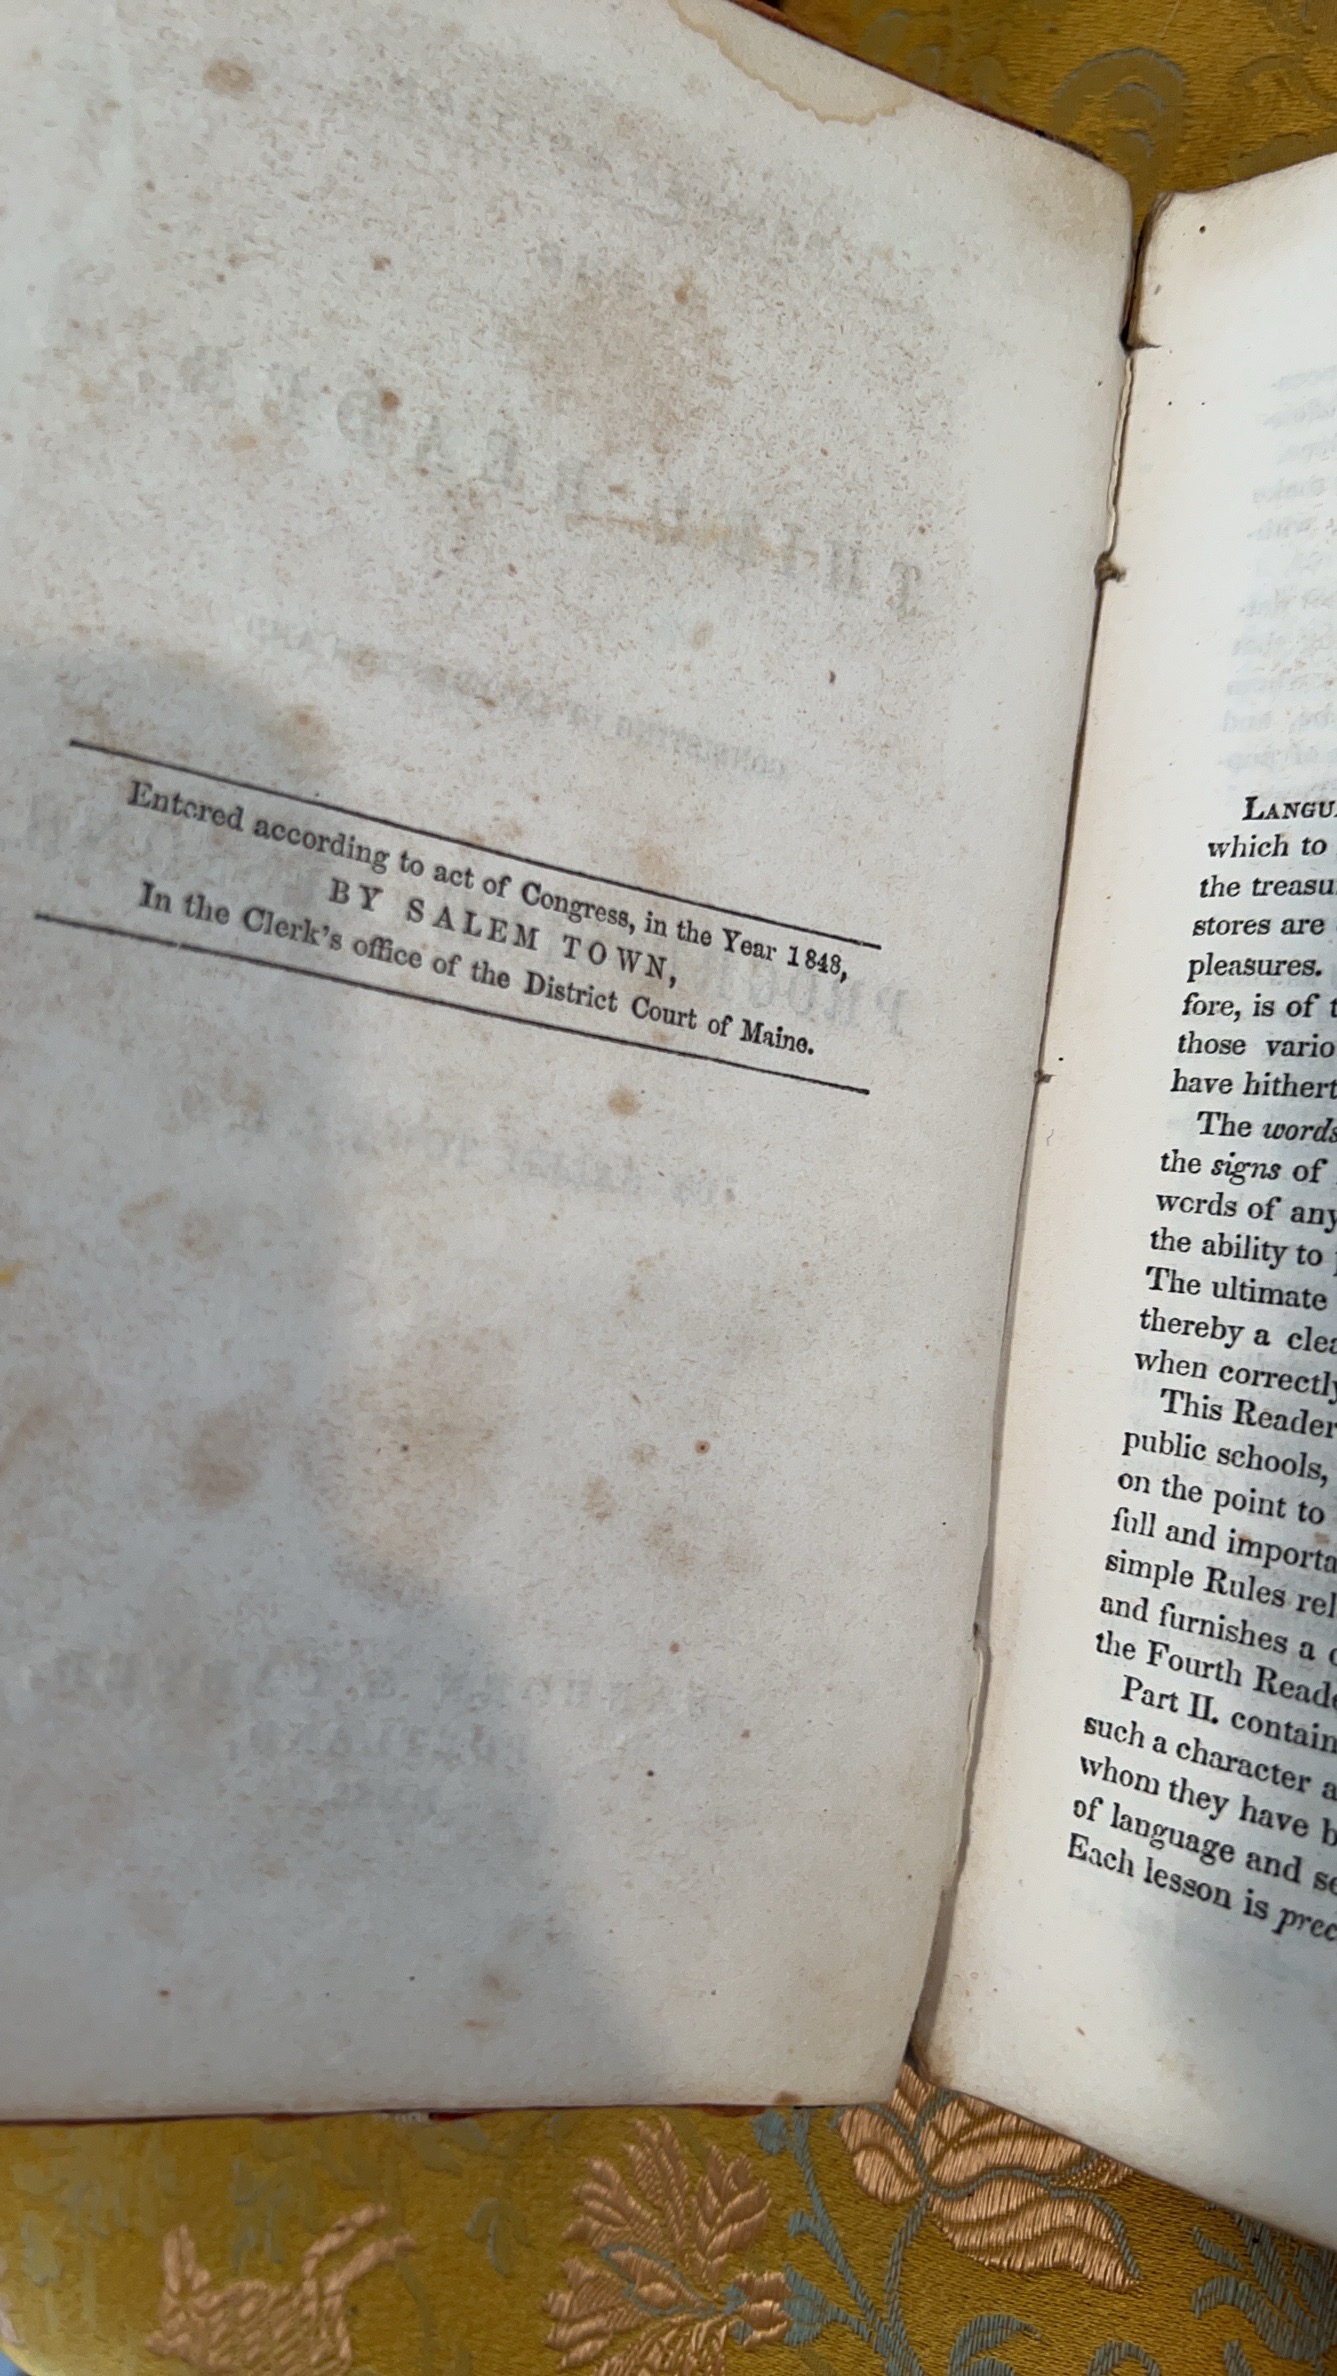 Entered according to act of Congress, in the Year 1848,
BY SALEM TOWN,
In the Clerk's office of the District Court of Maine.
LANGU
which to
the treasu
stores are
pleasures.
fore, is of t
those vario
have hithert
The words
the signs of
words of any
the ability to
The ultimate
thereby a clea
when correctly
This Reader
public schools,
on the point to
full and importa
simple Rules rel
and furnishes a c
the Fourth Reade
Part II. contain
such a character a
whom they have b
of language and se
Each lesson is prec